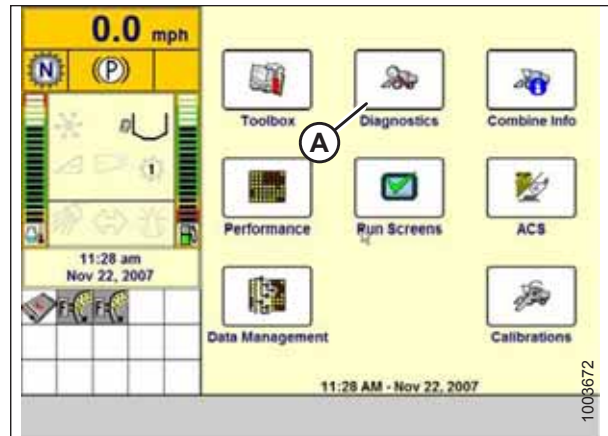 0.0 mph
N
P
Toolbox
Diagnostics
Combine Info
A
1
Performance
Run Screens
ACS
11:28 am
Nov 22, 2007
F
F
Data Management
Calibrations
11:28 AM - Nov 22, 2007
1003672